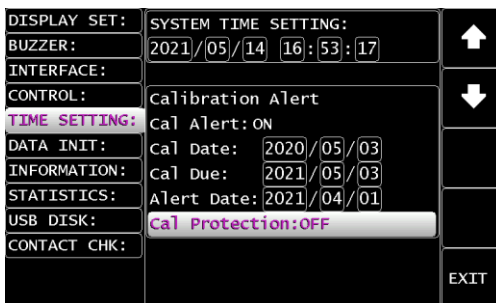 DISPLAY SET:
BUZZER:
INTERFACE:
CONTROL:
TIME SETTING:
DATA INIT:
INFORMATION:
STATISTICS:
USB DISK:
CONTACT CHK:
SYSTEM TIME SETTING:
2021/05/14 16:53:17
Calibration Alert
Cal Alert:ON
Cal Date: 2020/05/03
Cal Due: 2021/05/03
Alert Date:2021/04/01
Cal Protection:OFF
EXIT